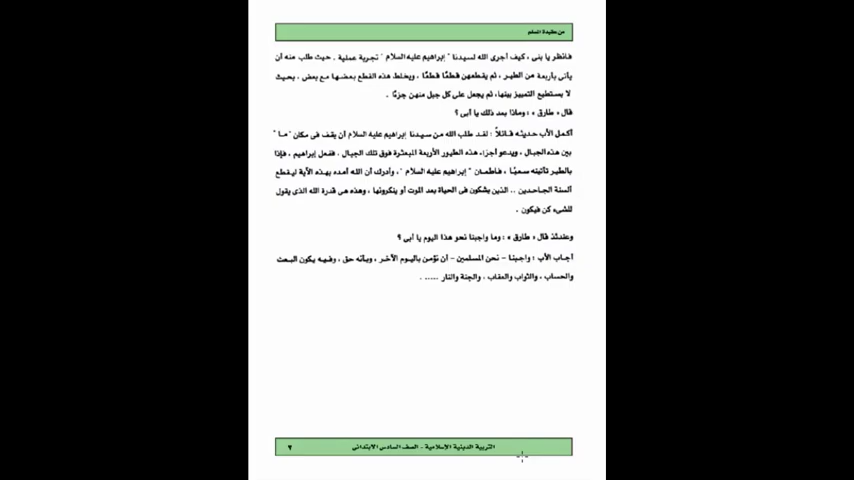 من عقيدة المسلم
فانظر يا بنى ، كيف أجرى الله لسيدنا " إبراهيم عليه السلام " تجربة عملية . حيث طلب منه أن
يأتى بأربعة من الطير ، ثم يقطعهن قطعًا قطعًا ، ويخلط هذه القطع بعضها مع بعض ، بحيث
لا يستطيع التمييز بينها، ثم يجعل على كل جبل منهن جزءًا .
قال « طارق » : وماذا بعد ذلك يا أبى ؟
أكمل الأب حديثه قائلاً : لقد طلب الله من سيدنا إبراهيم عليه السلام أن يقف فى مكان " ما "
بين هذه الجبال ، ويدعو أجزاء هذه الطيور الأربعة المبعثرة فوق تلك الجبال . ففعل إبراهيم ، فإذا
بالطير تأتيته سعيًا ، فاطمأن " إبراهيم عليه السلام " ، وأدرك أن الله أمده بهذه الآية ليقطع
ألسنة الجاحدين .. الذين يشكون فى الحياة بعد الموت أو ينكرونها ، وهذه هى قدرة الله الذى يقول
للشىء كن فيكون .
وعندئذ قال « طارق » : وما واجبنا نحو هذا اليوم يا أبى ؟
أجاب الأب : واجبنا - نحن المسلمين - أن نؤمن باليوم الآخر ، وبأنه حق ، وفيه يكون البعث
والحساب ، والثواب والعقاب ، والجنة والنار ..... .
التربية الدينية الإسلامية - الصف السادس الابتدائى
٢